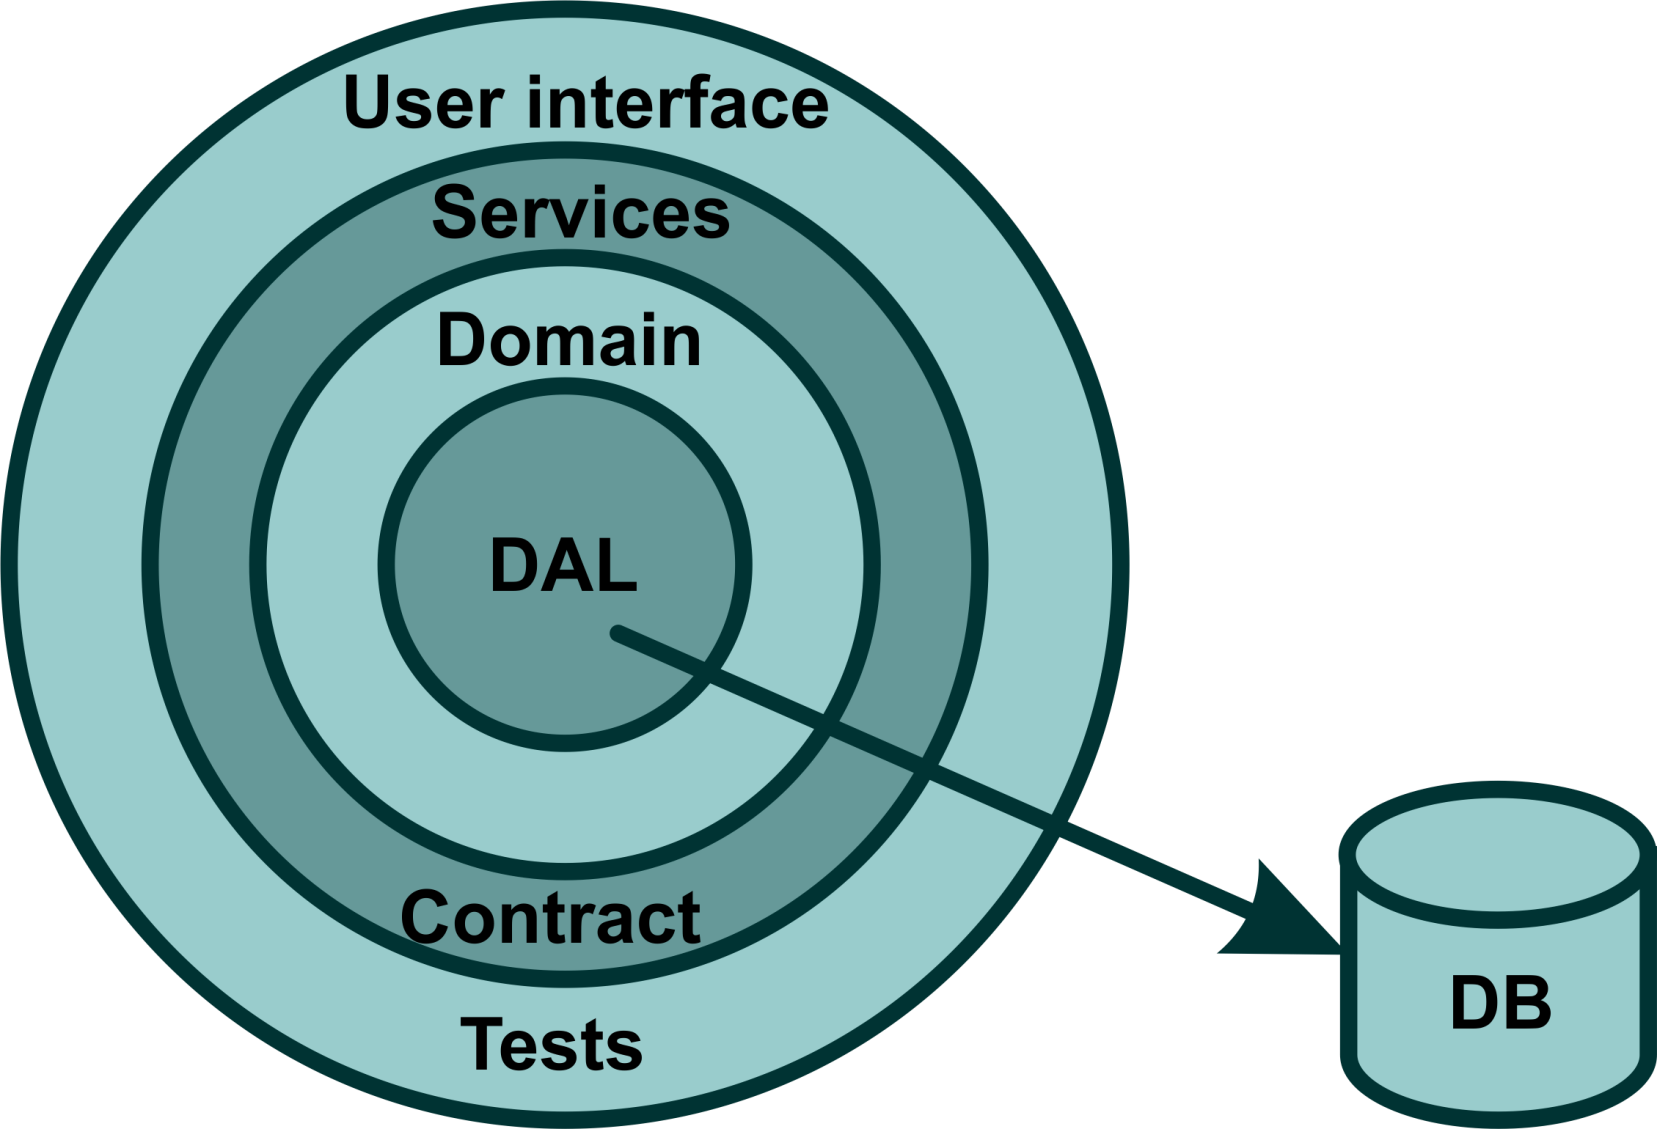 User interface
Services
Domain
DAL
Contract
Tests
DB